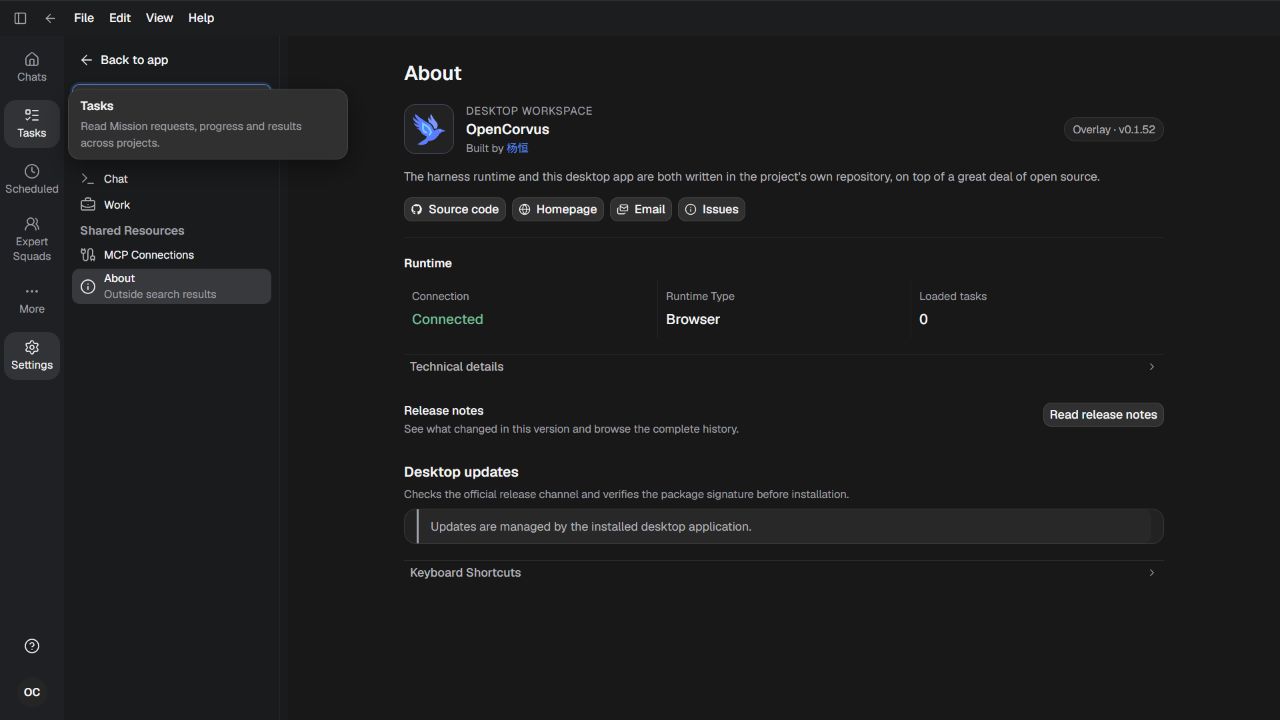 File Edit View Help
Chats
Tasks
Scheduled
Expert
Squads
More
Settings
OC
Back to app
Tasks
Read Mission requests, progress and results
across projects.
Chat
Work
Shared Resources
MCP Connections
About
Outside search results
About
DESKTOP WORKSPACE
OpenCorvus
Built by 杨恒
Overlay · v0.1.52
The harness runtime and this desktop app are both written in the project's own repository, on top of a great deal of open source.
Source code Homepage Email Issues
Runtime
Connection Runtime Type Loaded tasks
Connected Browser 0
Technical details
Release notes
See what changed in this version and browse the complete history.
Read release notes
Desktop updates
Checks the official release channel and verifies the package signature before installation.
Updates are managed by the installed desktop application.
Keyboard Shortcuts